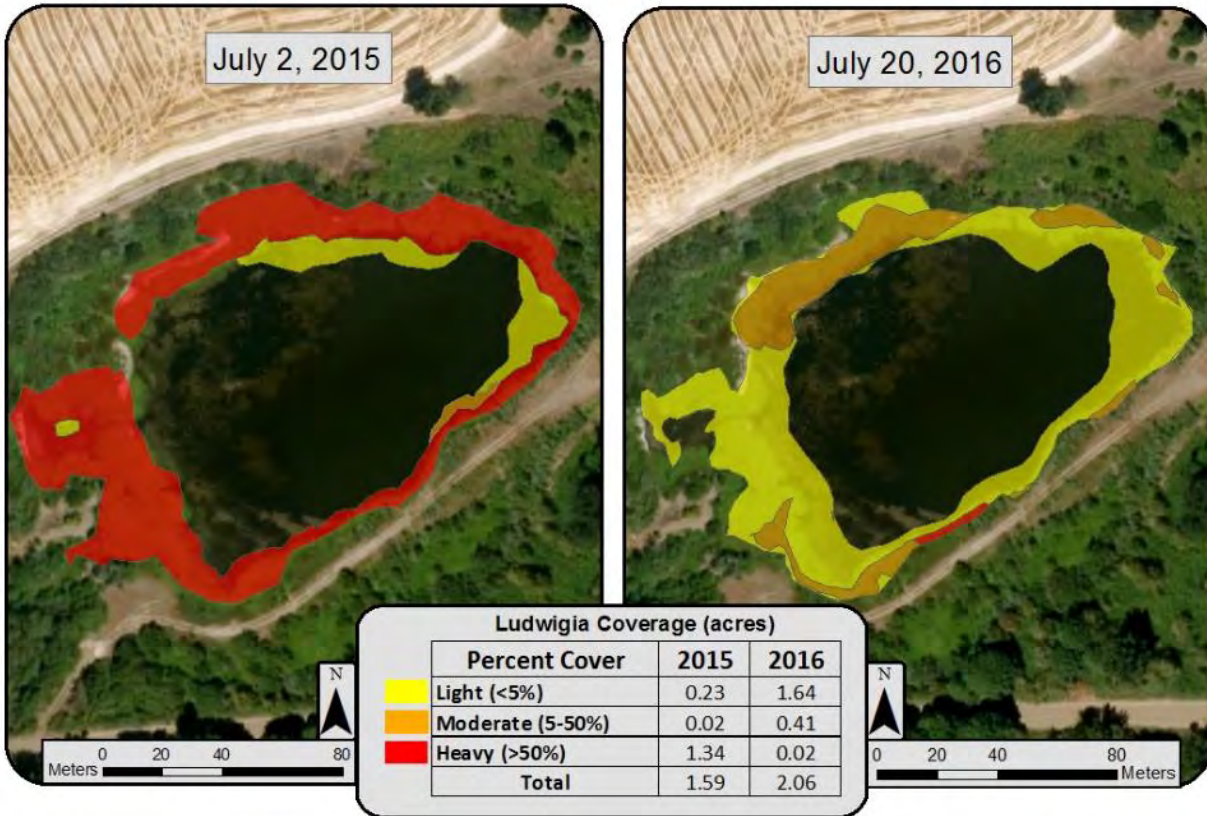 July 2, 2015
July 20, 2016
Ludwigia Coverage (acres)
Percent Cover 2015 2016
Light (<5%) 0.23 1.64
Moderate (5-50%) 0.02 0.41
Heavy (>50%) 1.34 0.02
Total 1.59 2.06
N
0 40 80
Meters
N
0 40 80
Meters